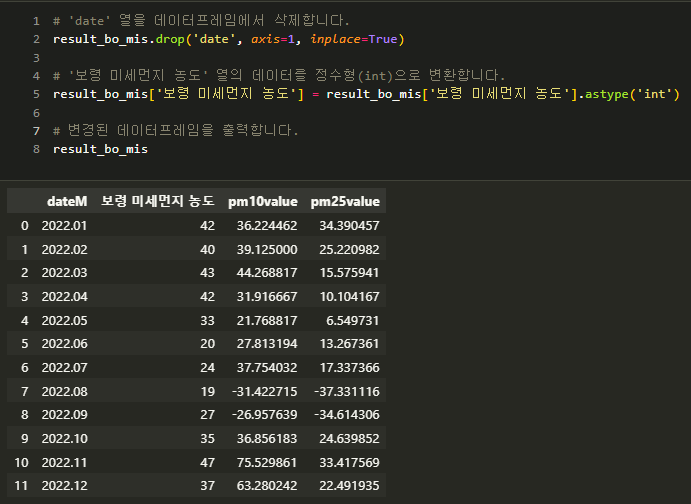 1 # 'date' 열을 데이터프레임에서 삭제합니다.
2 result_bo_mis.drop('date', axis=1, inplace=True)
3
4 # '보령 미세먼지 농도' 열의 데이터를 정수형(int)으로 변환합니다.
5 result_bo_mis['보령 미세먼지 농도'] = result_bo_mis['보령 미세먼지 농도'].astype('int')
6
7 # 변경된 데이터프레임을 출력합니다.
8 result_bo_mis
dateM 보령 미세먼지 농도 pm10value pm25value
0 2022.01 42 36.224462 34.390457
1 2022.02 40 39.125000 25.220982
2 2022.03 43 44.268817 15.575941
3 2022.04 42 31.916667 10.104167
4 2022.05 33 21.768817 6.549731
5 2022.06 20 27.813194 13.267361
6 2022.07 24 37.754032 17.337366
7 2022.08 19 -31.422715 -37.331116
8 2022.09 27 -26.957639 -34.614306
9 2022.10 35 36.856183 24.639852
10 2022.11 47 75.529861 33.417569
11 2022.12 37 63.280242 22.491935